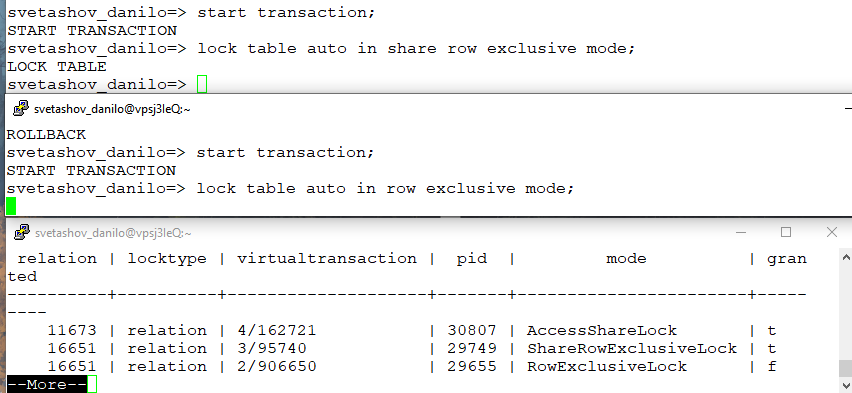 svetashov_danilo=> start transaction;
START TRANSACTION
svetashov_danilo=> lock table auto in share row exclusive mode;
LOCK TABLE
svetashov_danilo=>
svetashov_danilo@vpsj3leQ:~
ROLLBACK
svetashov_danilo=> start transaction;
START TRANSACTION
svetashov_danilo=> lock table auto in row exclusive mode;
svetashov_danilo@vpsj3leQ:~
 relation | locktype | virtualtransaction |  pid  |         mode          | gran
ted
----------+----------+--------------------+-------+-----------------------+-----
----
    11673 | relation | 4/162721           | 30807 | AccessShareLock       | t
    16651 | relation | 3/95740            | 29749 | ShareRowExclusiveLock | t
    16651 | relation | 2/906650           | 29655 | RowExclusiveLock      | f
--More--